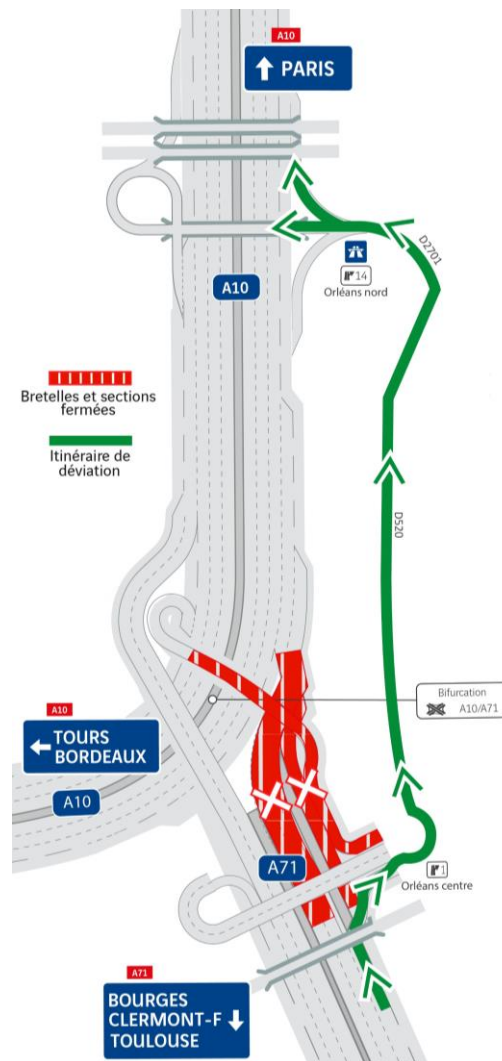 A10
PARIS
D2701
14
Orléans nord
A10
Bretelles et sections
fermées
Itinéraire de
déviation
D520
Bifurcation
A10/A71
A10
TOURS
BORDEAUX
A10
A71
1
Orléans centre
A71
BOURGES
CLERMONT-F
TOULOUSE